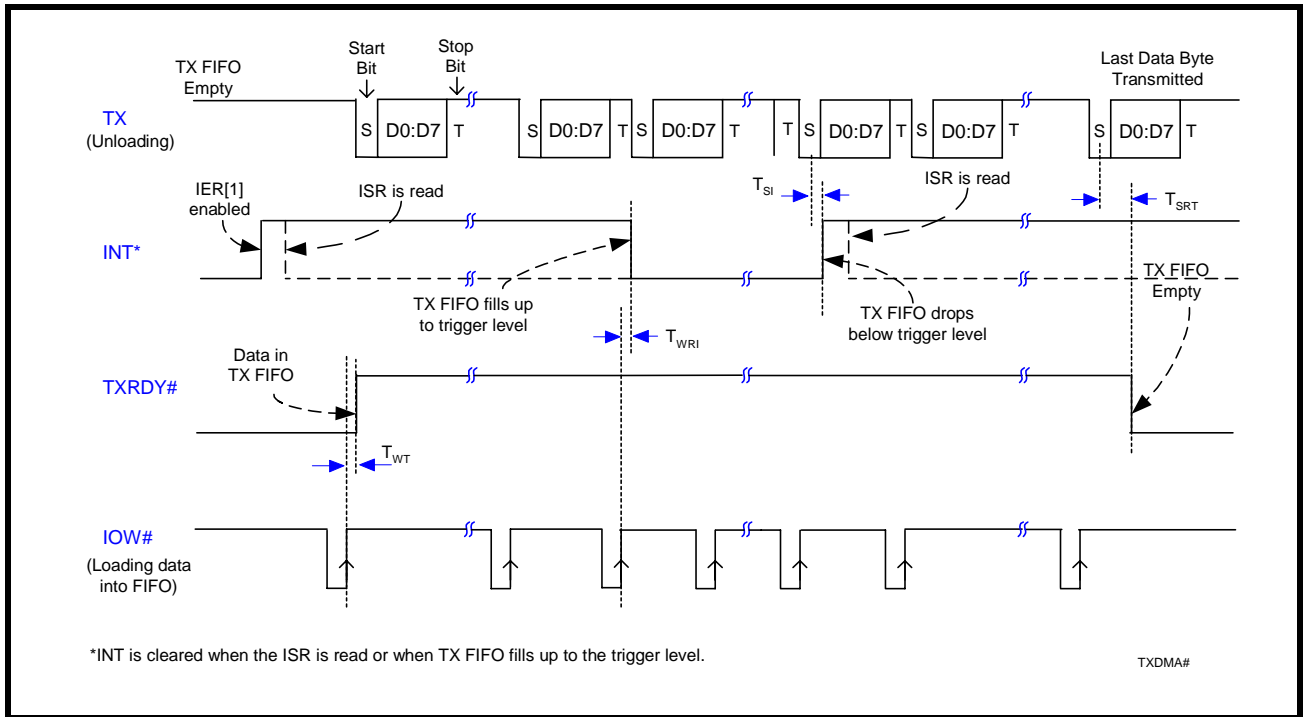 Start
Bit
Stop
Bit
TX FIFO
Empty
Last Data Byte
Transmitted
TX
(Unloading)
S D0:D7 T S D0:D7 T S D0:D7 T T S D0:D7 T S D0:D7 T S D0:D7 T
IER[1]
enabled
ISR is read
TSI
ISR is read
TSRT
INT*
TX FIFO fills up
to trigger level
TX FIFO drops
below trigger level
TX FIFO
Empty
TWRI
Data in
TX FIFO
TXRDY#
TWT
IOW#
(Loading data
into FIFO)
*INT is cleared when the ISR is read or when TX FIFO fills up to the trigger level.
TXDMA#